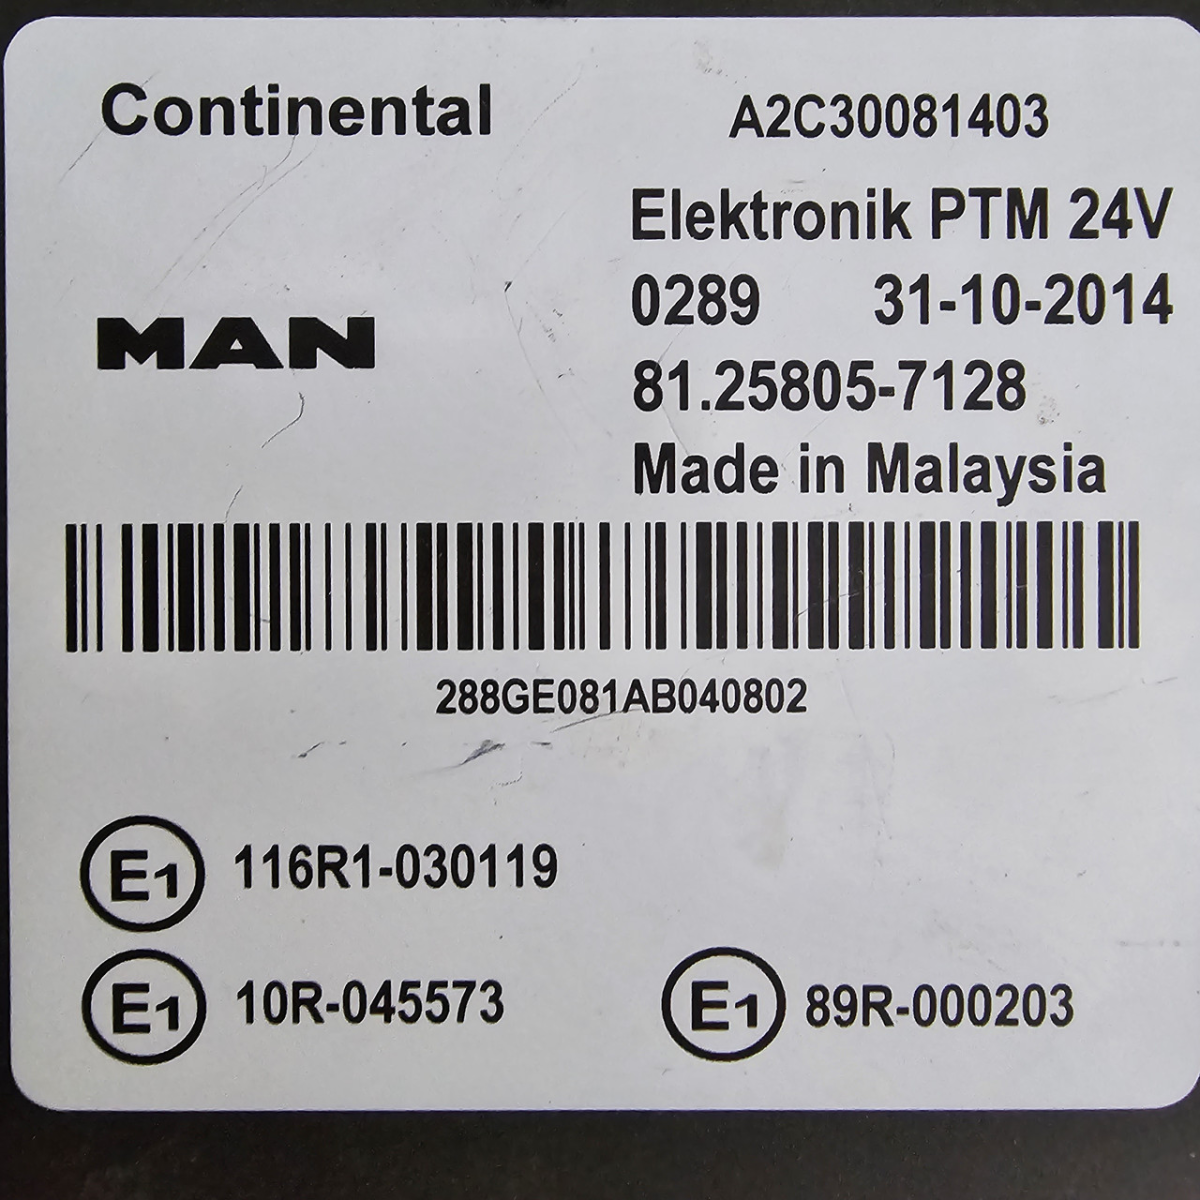 Continental A2C30081403
Elektronik PTM 24V
0289 31-10-2014
MAN
81.25805-7128
Made in Malaysia
288GE081AB040802
E1 116R1-030119
E1 10R-045573 E1 89R-000203